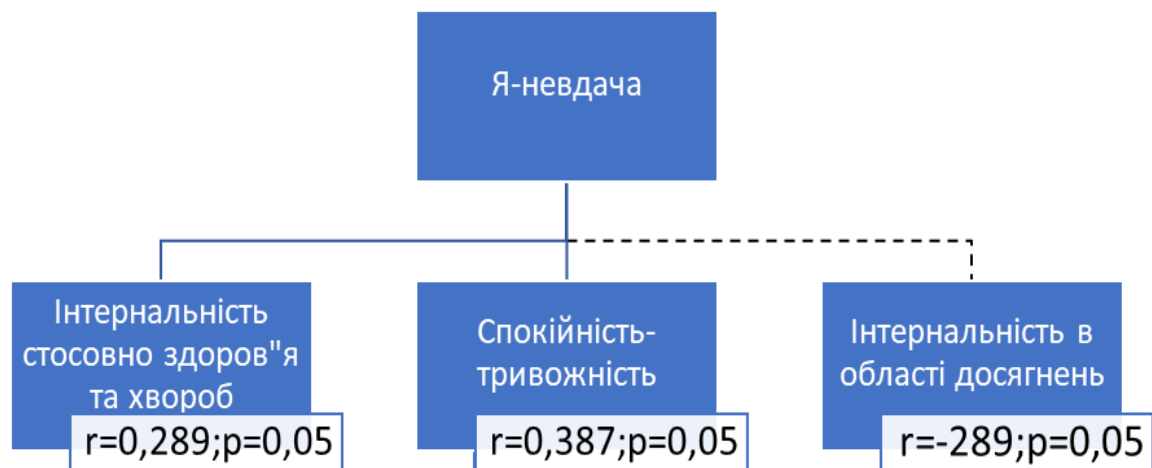 Я-невдача
Інтернальність
стосовно здоров"я
та хвороб
r=0,289;p=0,05
Спокійність-
тривожність
r=0,387;p=0,05
Інтернальність в
області досягнень
r=-289;p=0,05